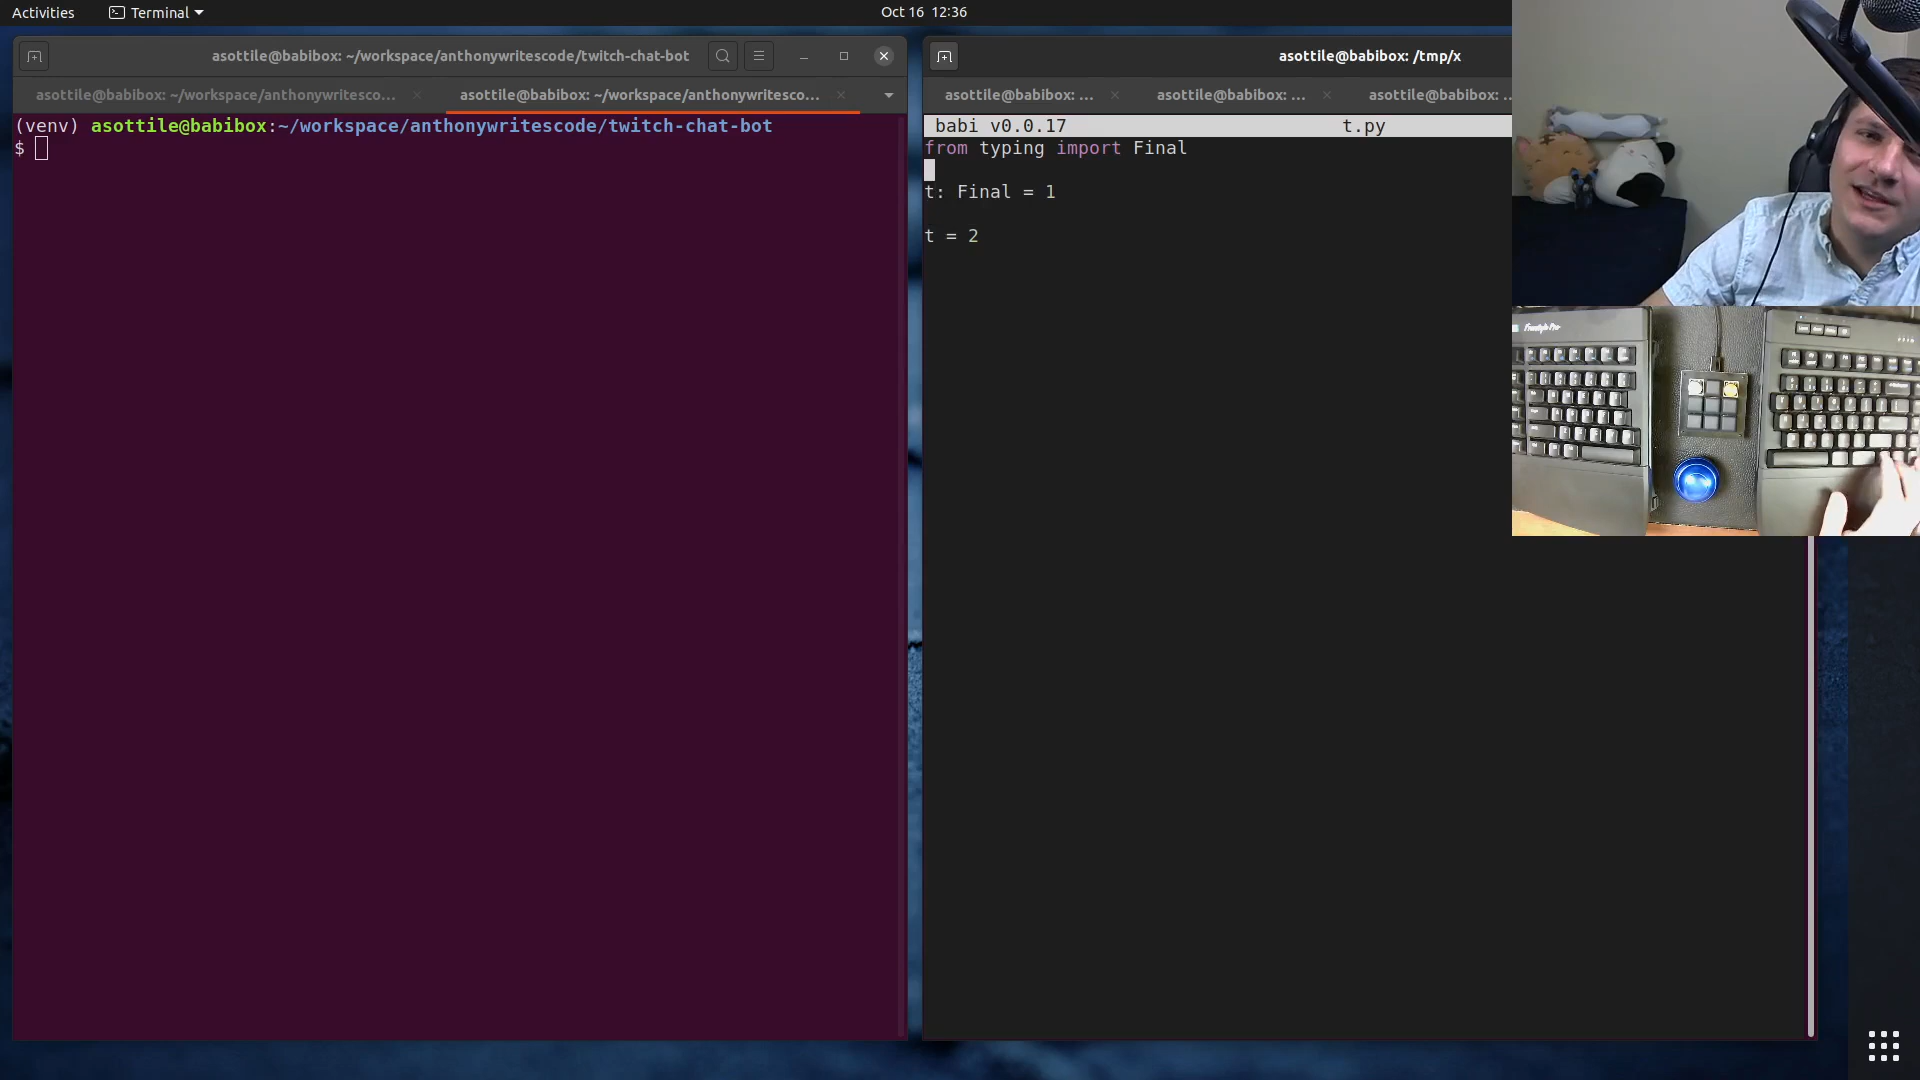 Activities
Terminal
Oct 16 12:36
asottile@babibox: ~/workspace/anthonywritescode/twitch-chat-bot
asottile@babibox: ~/workspace/anthonywritesco...
asottile@babibox: ~/workspace/anthonywritesco...
(venv) asottile@babibox:~/workspace/anthonywritescode/twitch-chat-bot
$
asottile@babibox: /tmp/x
asottile@babibox: ...
asottile@babibox: ...
asottile@babibox: ..
babi v0.0.17 t.py
from typing import Final
t: Final = 1
t = 2
Freestyle Pro